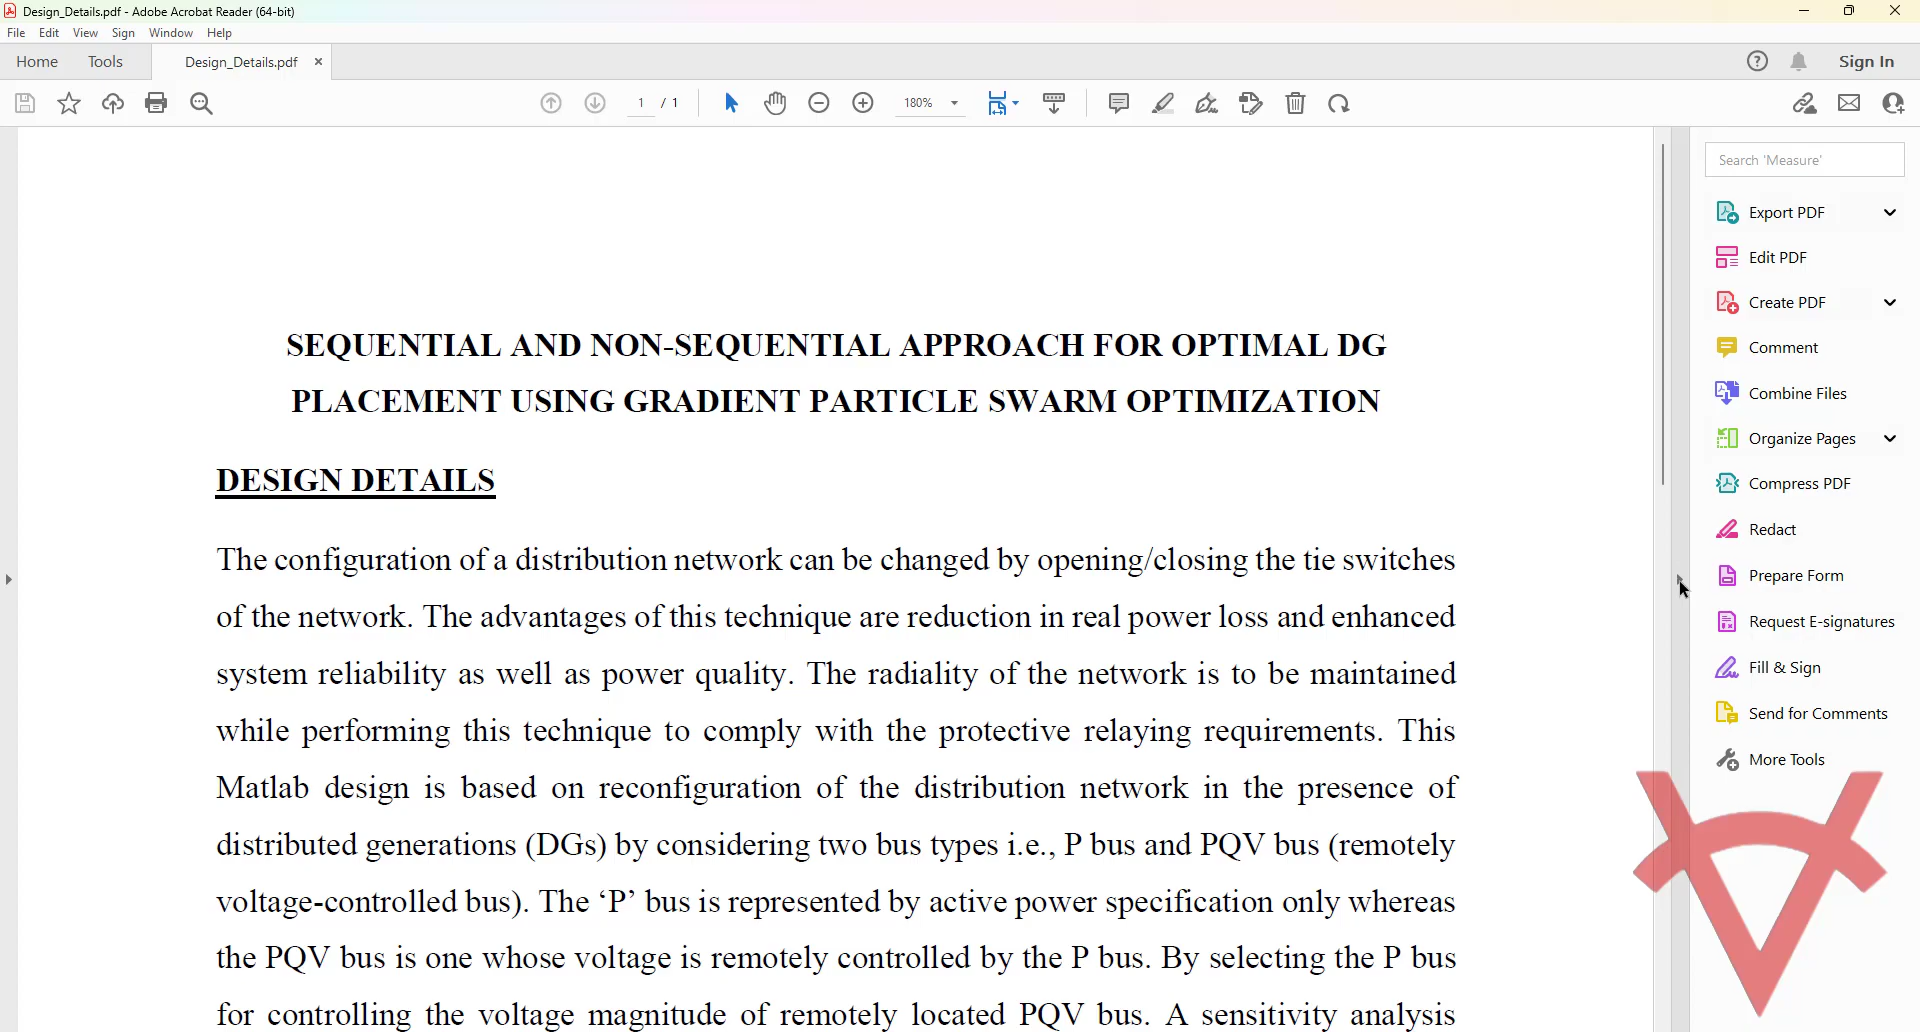 Design_Details.pdf - Adobe Acrobat Reader (64-bit)
File Edit View Sign Window Help
Home Tools Design_Details.pdf × Sign In
1 / 1 180%
Search 'Measure'
Export PDF
Edit PDF
Create PDF
Comment
Combine Files
Organize Pages
Compress PDF
Redact
Prepare Form
Request E-signatures
Fill & Sign
Send for Comments
More Tools
SEQUENTIAL AND NON-SEQUENTIAL APPROACH FOR OPTIMAL DG
PLACEMENT USING GRADIENT PARTICLE SWARM OPTIMIZATION
DESIGN DETAILS
The configuration of a distribution network can be changed by opening/closing the tie switches
of the network. The advantages of this technique are reduction in real power loss and enhanced
system reliability as well as power quality. The radiality of the network is to be maintained
while performing this technique to comply with the protective relaying requirements. This
Matlab design is based on reconfiguration of the distribution network in the presence of
distributed generations (DGs) by considering two bus types i.e., P bus and PQV bus (remotely
voltage-controlled bus). The ‘P’ bus is represented by active power specification only whereas
the PQV bus is one whose voltage is remotely controlled by the P bus. By selecting the P bus
for controlling the voltage magnitude of remotely located PQV bus. A sensitivity analysis